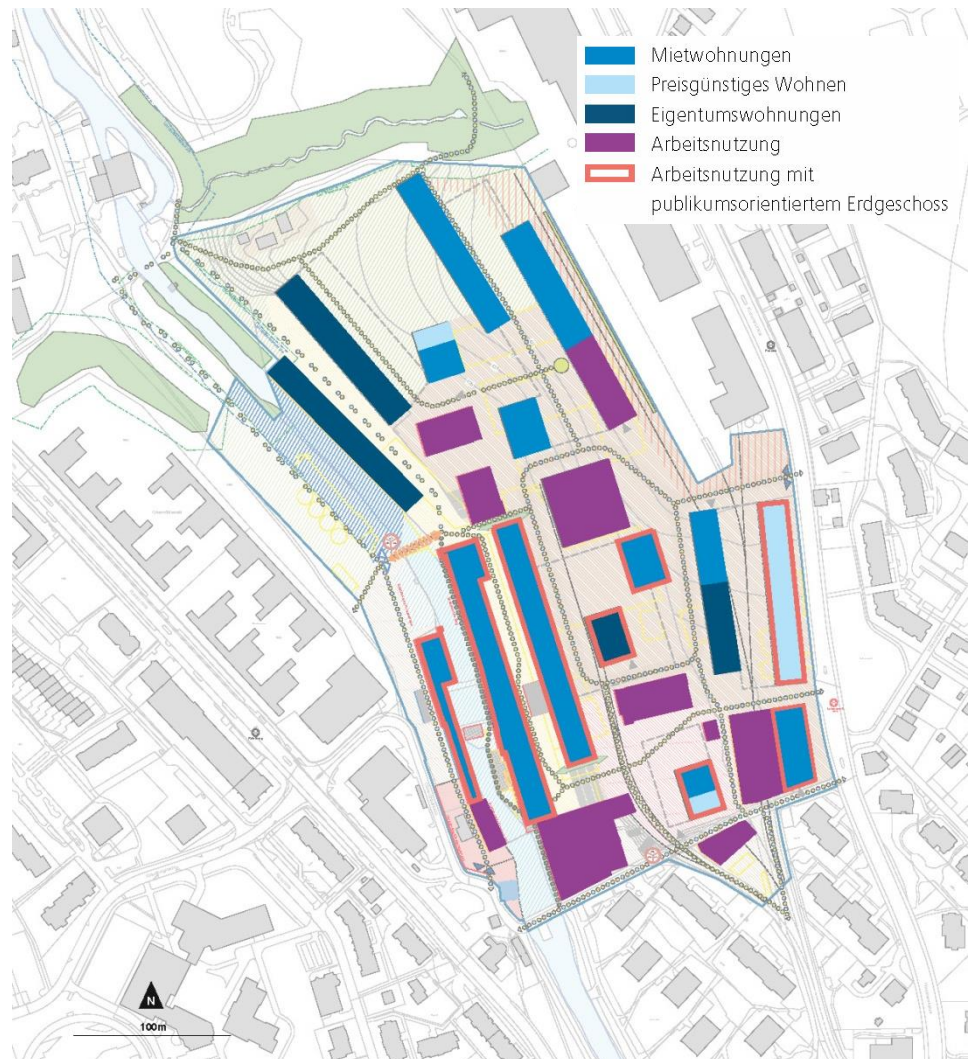 Mietwohnungen
Preisgünstiges Wohnen
Eigentumswohnungen
Arbeitsnutzung
Arbeitsnutzung mit
publikumsorientiertem Erdgeschoss
N
100m